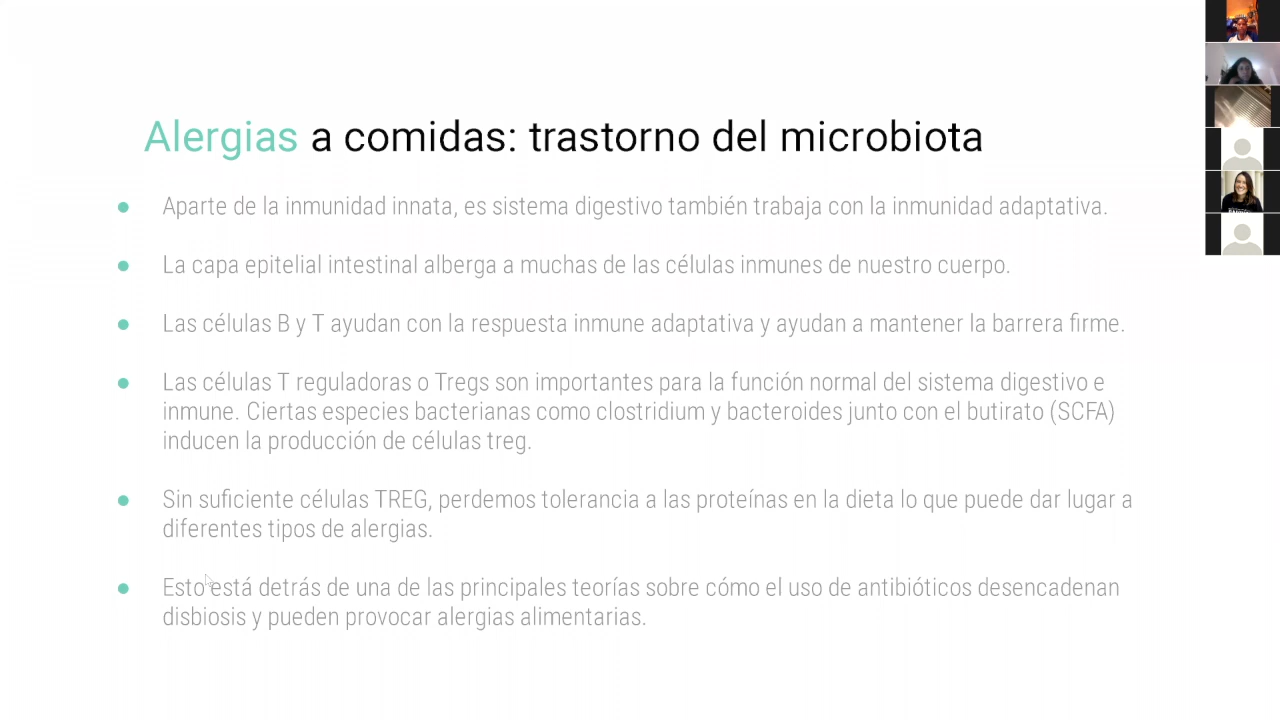 Alergias a comidas: trastorno del microbiota
● Aparte de la inmunidad innata, es sistema digestivo también trabaja con la inmunidad adaptativa.
● La capa epitelial intestinal alberga a muchas de las células inmunes de nuestro cuerpo.
● Las células B y T ayudan con la respuesta inmune adaptativa y ayudan a mantener la barrera firme.
● Las células T reguladoras o Tregs son importantes para la función normal del sistema digestivo e
inmune. Ciertas especies bacterianas como clostridium y bacteroides junto con el butirato (SCFA)
inducen la producción de células treg.
● Sin suficiente células TREG, perdemos tolerancia a las proteínas en la dieta lo que puede dar lugar a
diferentes tipos de alergias.
● Esto está detrás de una de las principales teorías sobre cómo el uso de antibióticos desencadenan
disbiosis y pueden provocar alergias alimentarias.